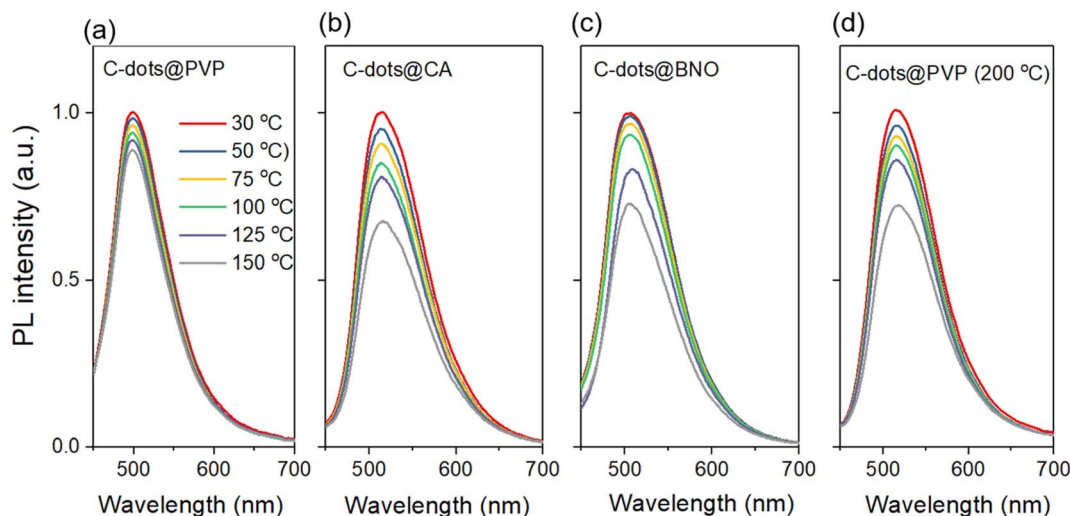 (a)
(b)
(c)
(d)
C-dots@PVP
C-dots@CA
C-dots@BNO
C-dots@PVP (200 ºC)
30 ºC
50 ºC)
75 ºC
100 ºC
125 ºC
150 ºC
PL intensity (a.u.)
1.0
0.5
0.0
500 600 700
500 600 700
500 600 700
500 600 700
Wavelength (nm)
Wavelength (nm)
Wavelength (nm)
Wavelength (nm)